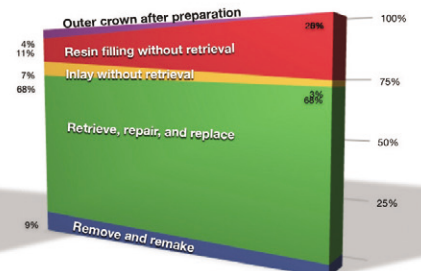 Outer crown after preparation
100%
4%
11%
Resin filling without retrieval
7%
Inlay without retrieval
75%
68%
3%
68%
Retrieve, repair, and replace
50%
25%
9%
Remove and remake